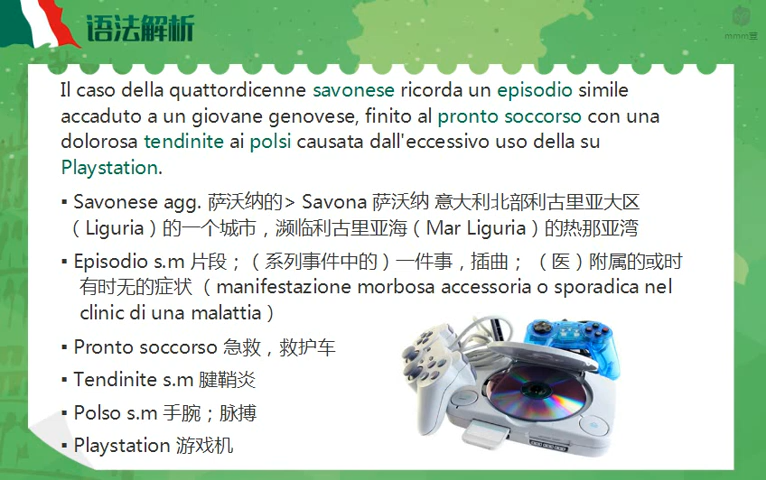 语法解析
mmm豆
Il caso della quattordicenne savonese ricorda un episodio simile
accaduto a un giovane genovese, finito al pronto soccorso con una
dolorosa tendinite ai polsi causata dall'eccessivo uso della su
Playstation.
▪ Savonese agg. 萨沃纳的> Savona 萨沃纳 意大利北部利古里亚大区
（Liguria）的一个城市，濒临利古里亚海（Mar Liguria）的热那亚湾
▪ Episodio s.m 片段；（系列事件中的）一件事，插曲； （医）附属的或时
有时无的症状 （manifestazione morbosa accessoria o sporadica nel
clinic di una malattia ）
▪ Pronto soccorso 急救，救护车
▪ Tendinite s.m 腱鞘炎
▪ Polso s.m 手腕；脉搏
▪ Playstation 游戏机